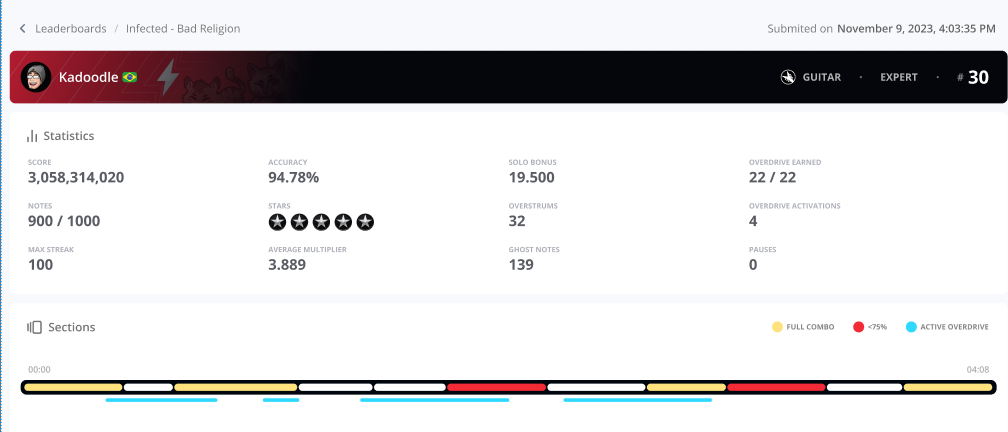 Leaderboards / Infected - Bad Religion
Submited on November 9, 2023, 4:03:35 PM
Kadoodle
GUITAR · EXPERT · # 30
Statistics
SCORE ACCURACY SOLO BONUS OVERDRIVE EARNED
3,058,314,020 94.78% 19.500 22 / 22
NOTES STARS OVERSTRUMS OVERDRIVE ACTIVATIONS
900 / 1000 32 4
MAX STREAK AVERAGE MULTIPLIER GHOST NOTES PAUSES
100 3.889 139 0
Sections
FULL COMBO <75% ACTIVE OVERDRIVE
00:00 04:08